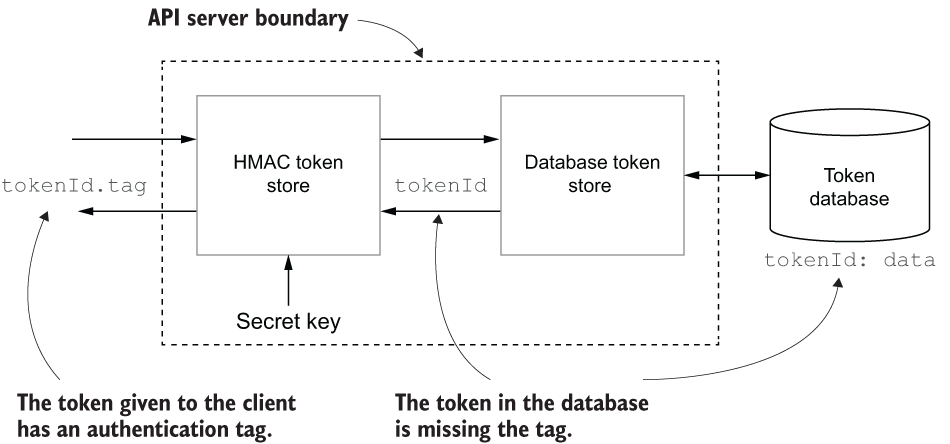 API server boundary
HMAC token
store
Database token
store
Token
database
tokenId.tag
tokenId
tokenId: data
Secret key
The token given to the client
has an authentication tag.
The token in the database
is missing the tag.